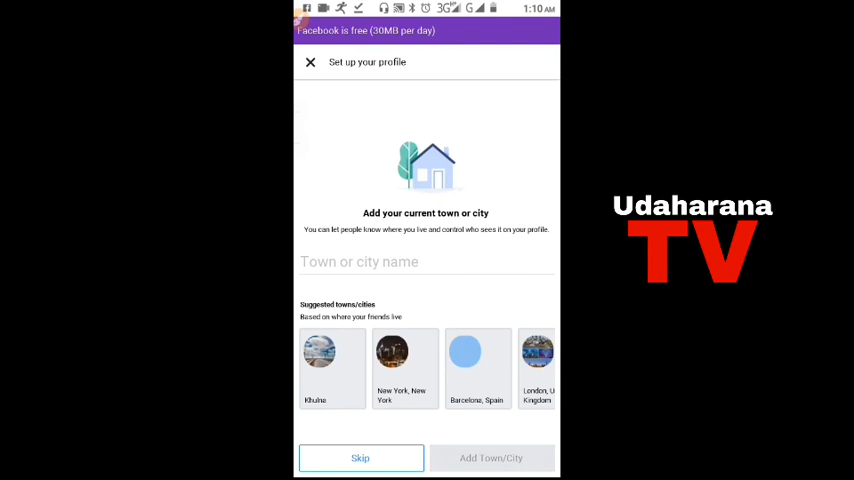 3G G 1:10 AM
Facebook is free (30MB per day)
Set up your profile
Add your current town or city
You can let people know where you live and control who sees it on your profile.
Town or city name
Suggested towns/cities
Based on where your friends live
Khulna
New York, New York
Barcelona, Spain
London, U
Kingdom
Skip
Add Town/City
Udaharana
TV